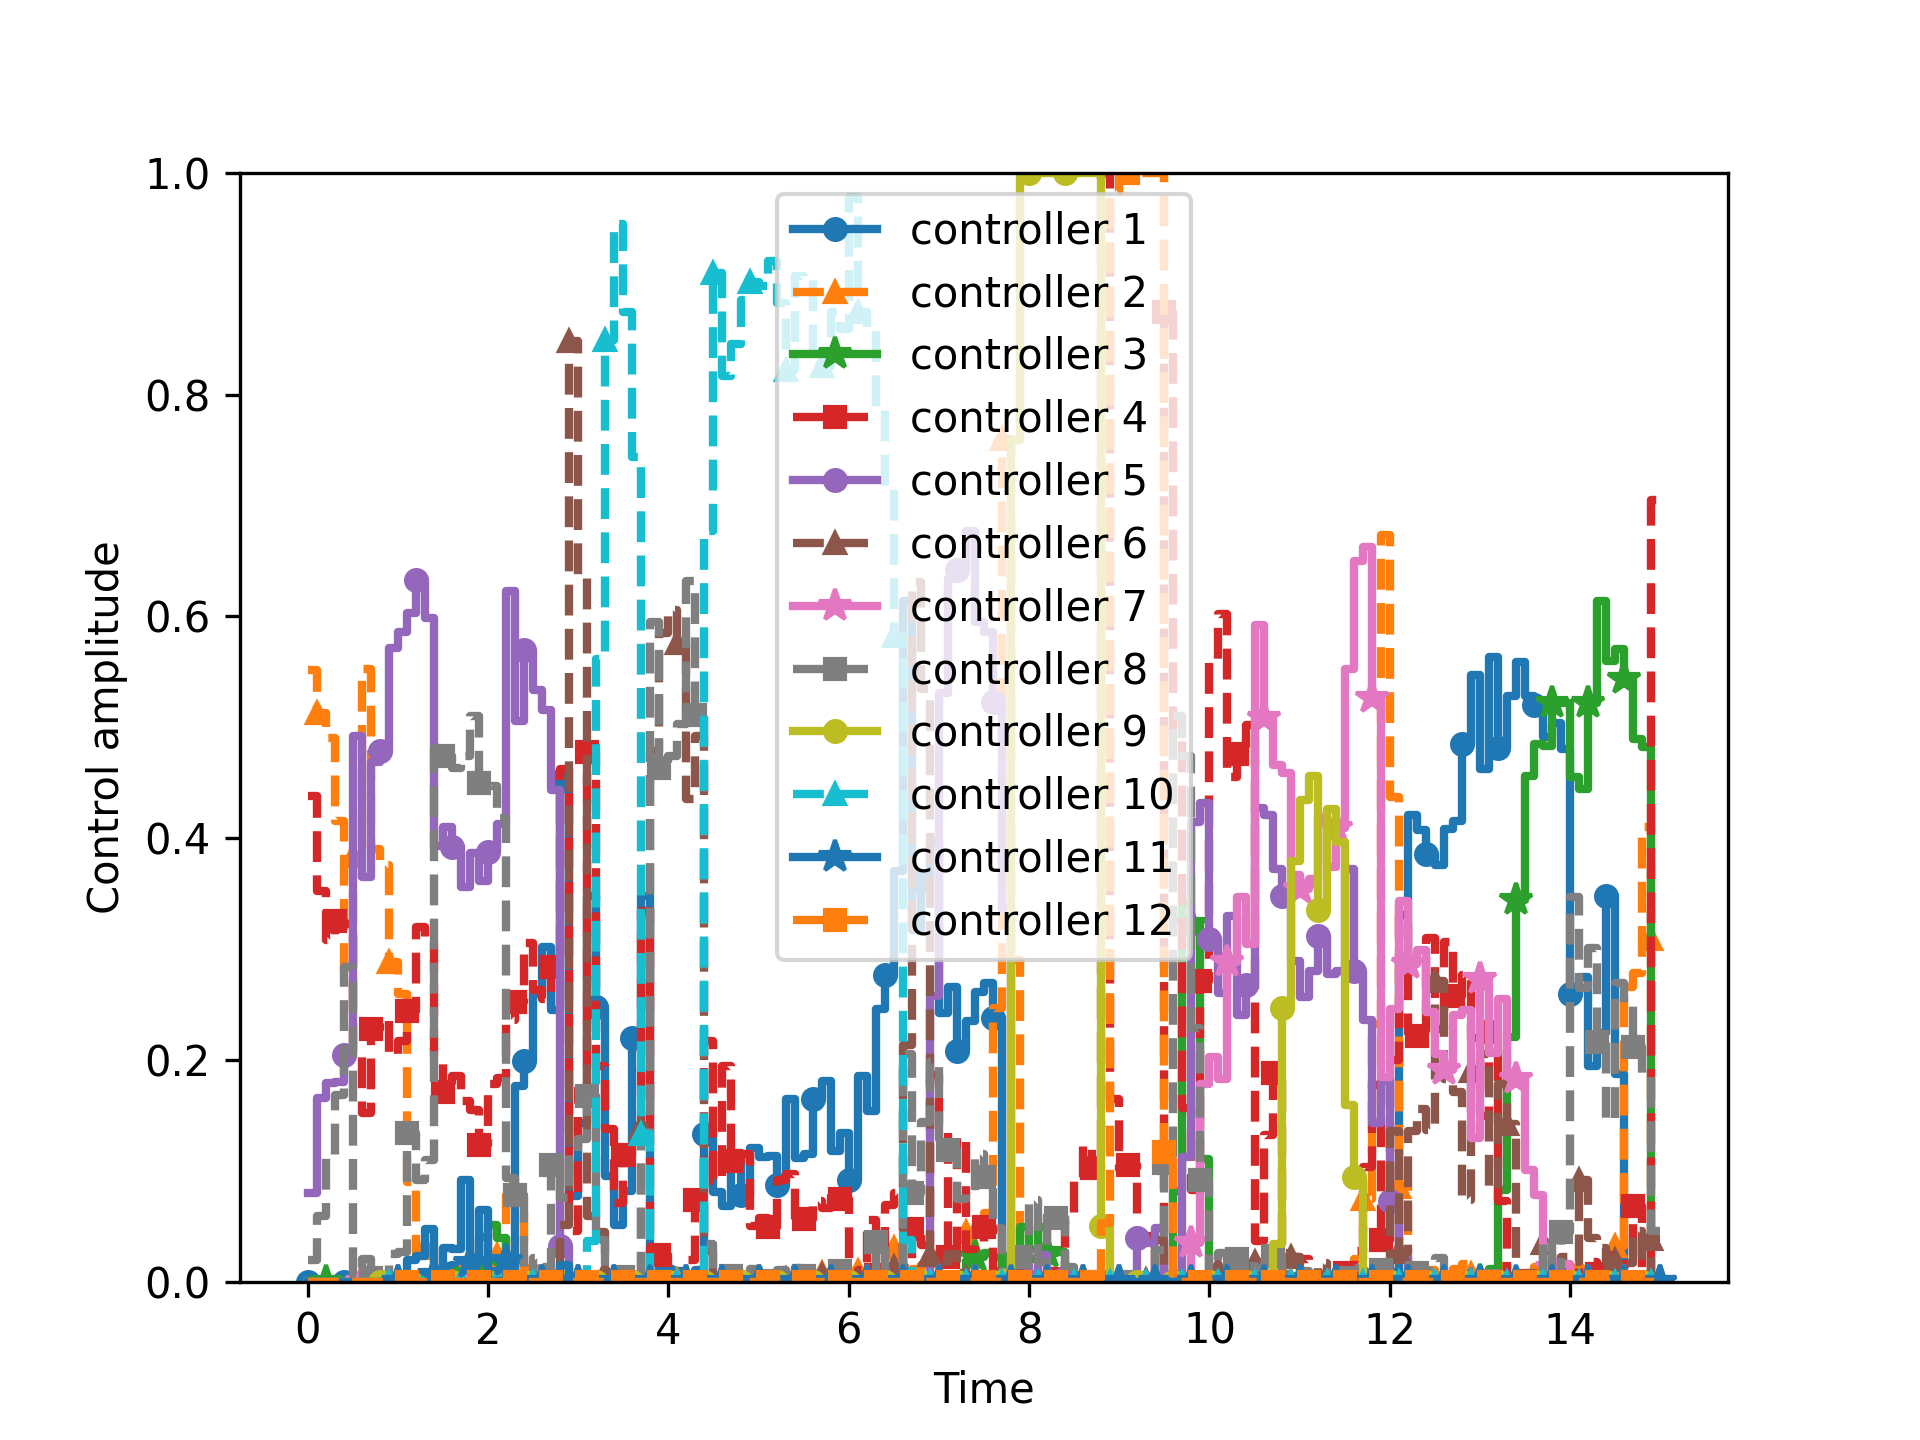 1.0
0.8
0.6
0.4
0.2
0.0
Control amplitude
controller 1
controller 2
controller 3
controller 4
controller 5
controller 6
controller 7
controller 8
controller 9
controller 10
controller 11
controller 12
0 2 4 6 8 10 12 14
Time